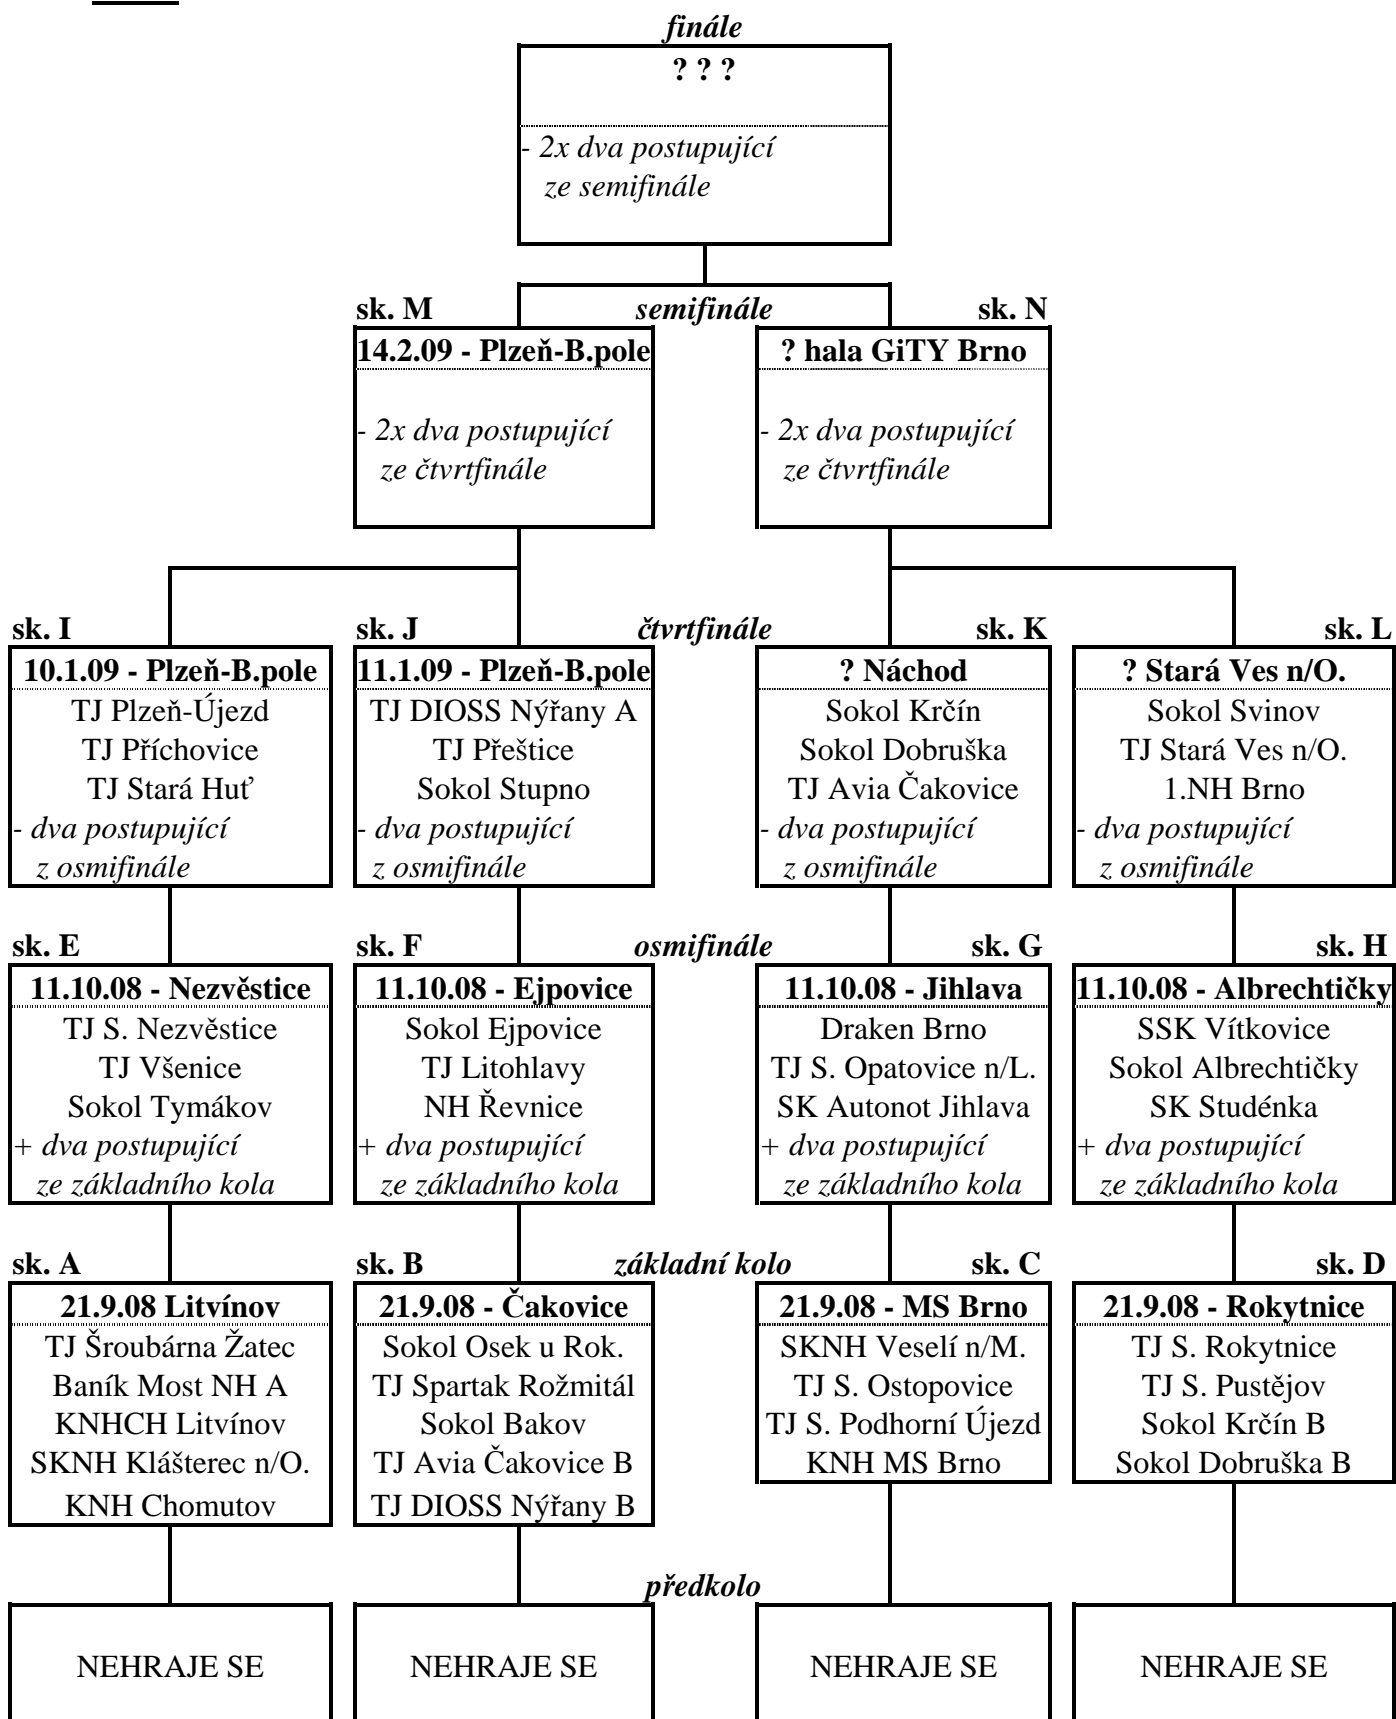 finále
? ? ?
- 2x dva postupující
ze semifinále
sk. M semifinále sk. N
14.2.09 - Plzeň-B.pole
- 2x dva postupující
ze čtvrtfinále
? hala GiTY Brno
- 2x dva postupující
ze čtvrtfinále
sk. I sk. J čtvrtfinále sk. K sk. L
10.1.09 - Plzeň-B.pole
TJ Plzeň-Újezd
TJ Příchovice
TJ Stará Huť
- dva postupující
z osmifinále
11.1.09 - Plzeň-B.pole
TJ DIOSS Nýřany A
TJ Přeštice
Sokol Stupno
- dva postupující
z osmifinále
? Náchod
Sokol Krčín
Sokol Dobruška
TJ Avia Čakovice
- dva postupující
z osmifinále
? Stará Ves n/O.
Sokol Svinov
TJ Stará Ves n/O.
1.NH Brno
- dva postupující
z osmifinále
sk. E sk. F osmifinále sk. G sk. H
11.10.08 - Nezvěstice
TJ S. Nezvěstice
TJ Všenice
Sokol Tymákov
+ dva postupující
ze základního kola
11.10.08 - Ejpovice
Sokol Ejpovice
TJ Litohlavy
NH Řevnice
+ dva postupující
ze základního kola
11.10.08 - Jihlava
Draken Brno
TJ S. Opatovice n/L.
SK Autonot Jihlava
+ dva postupující
ze základního kola
11.10.08 - Albrechtičky
SSK Vítkovice
Sokol Albrechtičky
SK Studénka
+ dva postupující
ze základního kola
sk. A sk. B základní kolo sk. C sk. D
21.9.08 Litvínov
TJ Šroubárna Žatec
Baník Most NH A
KNHCH Litvínov
SKNH Klášterec n/O.
KNH Chomutov
21.9.08 - Čakovice
Sokol Osek u Rok.
TJ Spartak Rožmitál
Sokol Bakov
TJ Avia Čakovice B
TJ DIOSS Nýřany B
21.9.08 - MS Brno
SKNH Veselí n/M.
TJ S. Ostopovice
TJ S. Podhorní Újezd
KNH MS Brno
21.9.08 - Rokytnice
TJ S. Rokytnice
TJ S. Pustějov
Sokol Krčín B
Sokol Dobruška B
předkolo
NEHRAJE SE
NEHRAJE SE
NEHRAJE SE
NEHRAJE SE